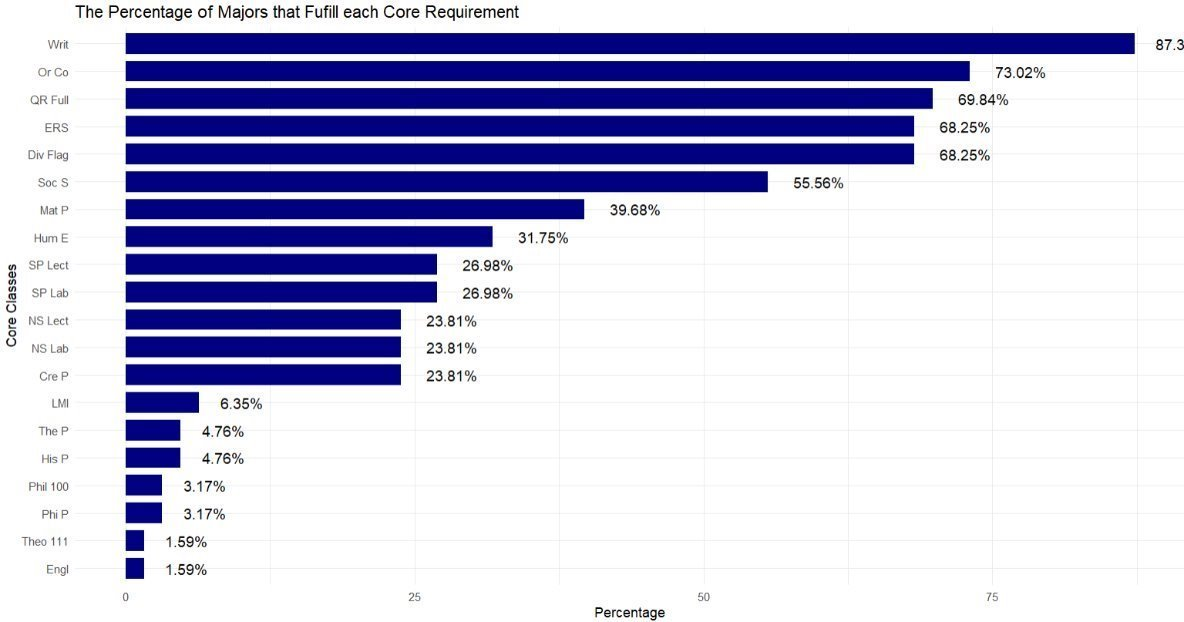 The Percentage of Majors that Fufill each Core Requirement
Core Classes
Writ 87.3
Or Co 73.02%
QR Full 69.84%
ERS 68.25%
Div Flag 68.25%
Soc S 55.56%
Mat P 39.68%
Hum E 31.75%
SP Lect 26.98%
SP Lab 26.98%
NS Lect 23.81%
NS Lab 23.81%
Cre P 23.81%
LMI 6.35%
The P 4.76%
His P 4.76%
Phil 100 3.17%
Phi P 3.17%
Theo 111 1.59%
Engl 1.59%
0 25 50 75
Percentage